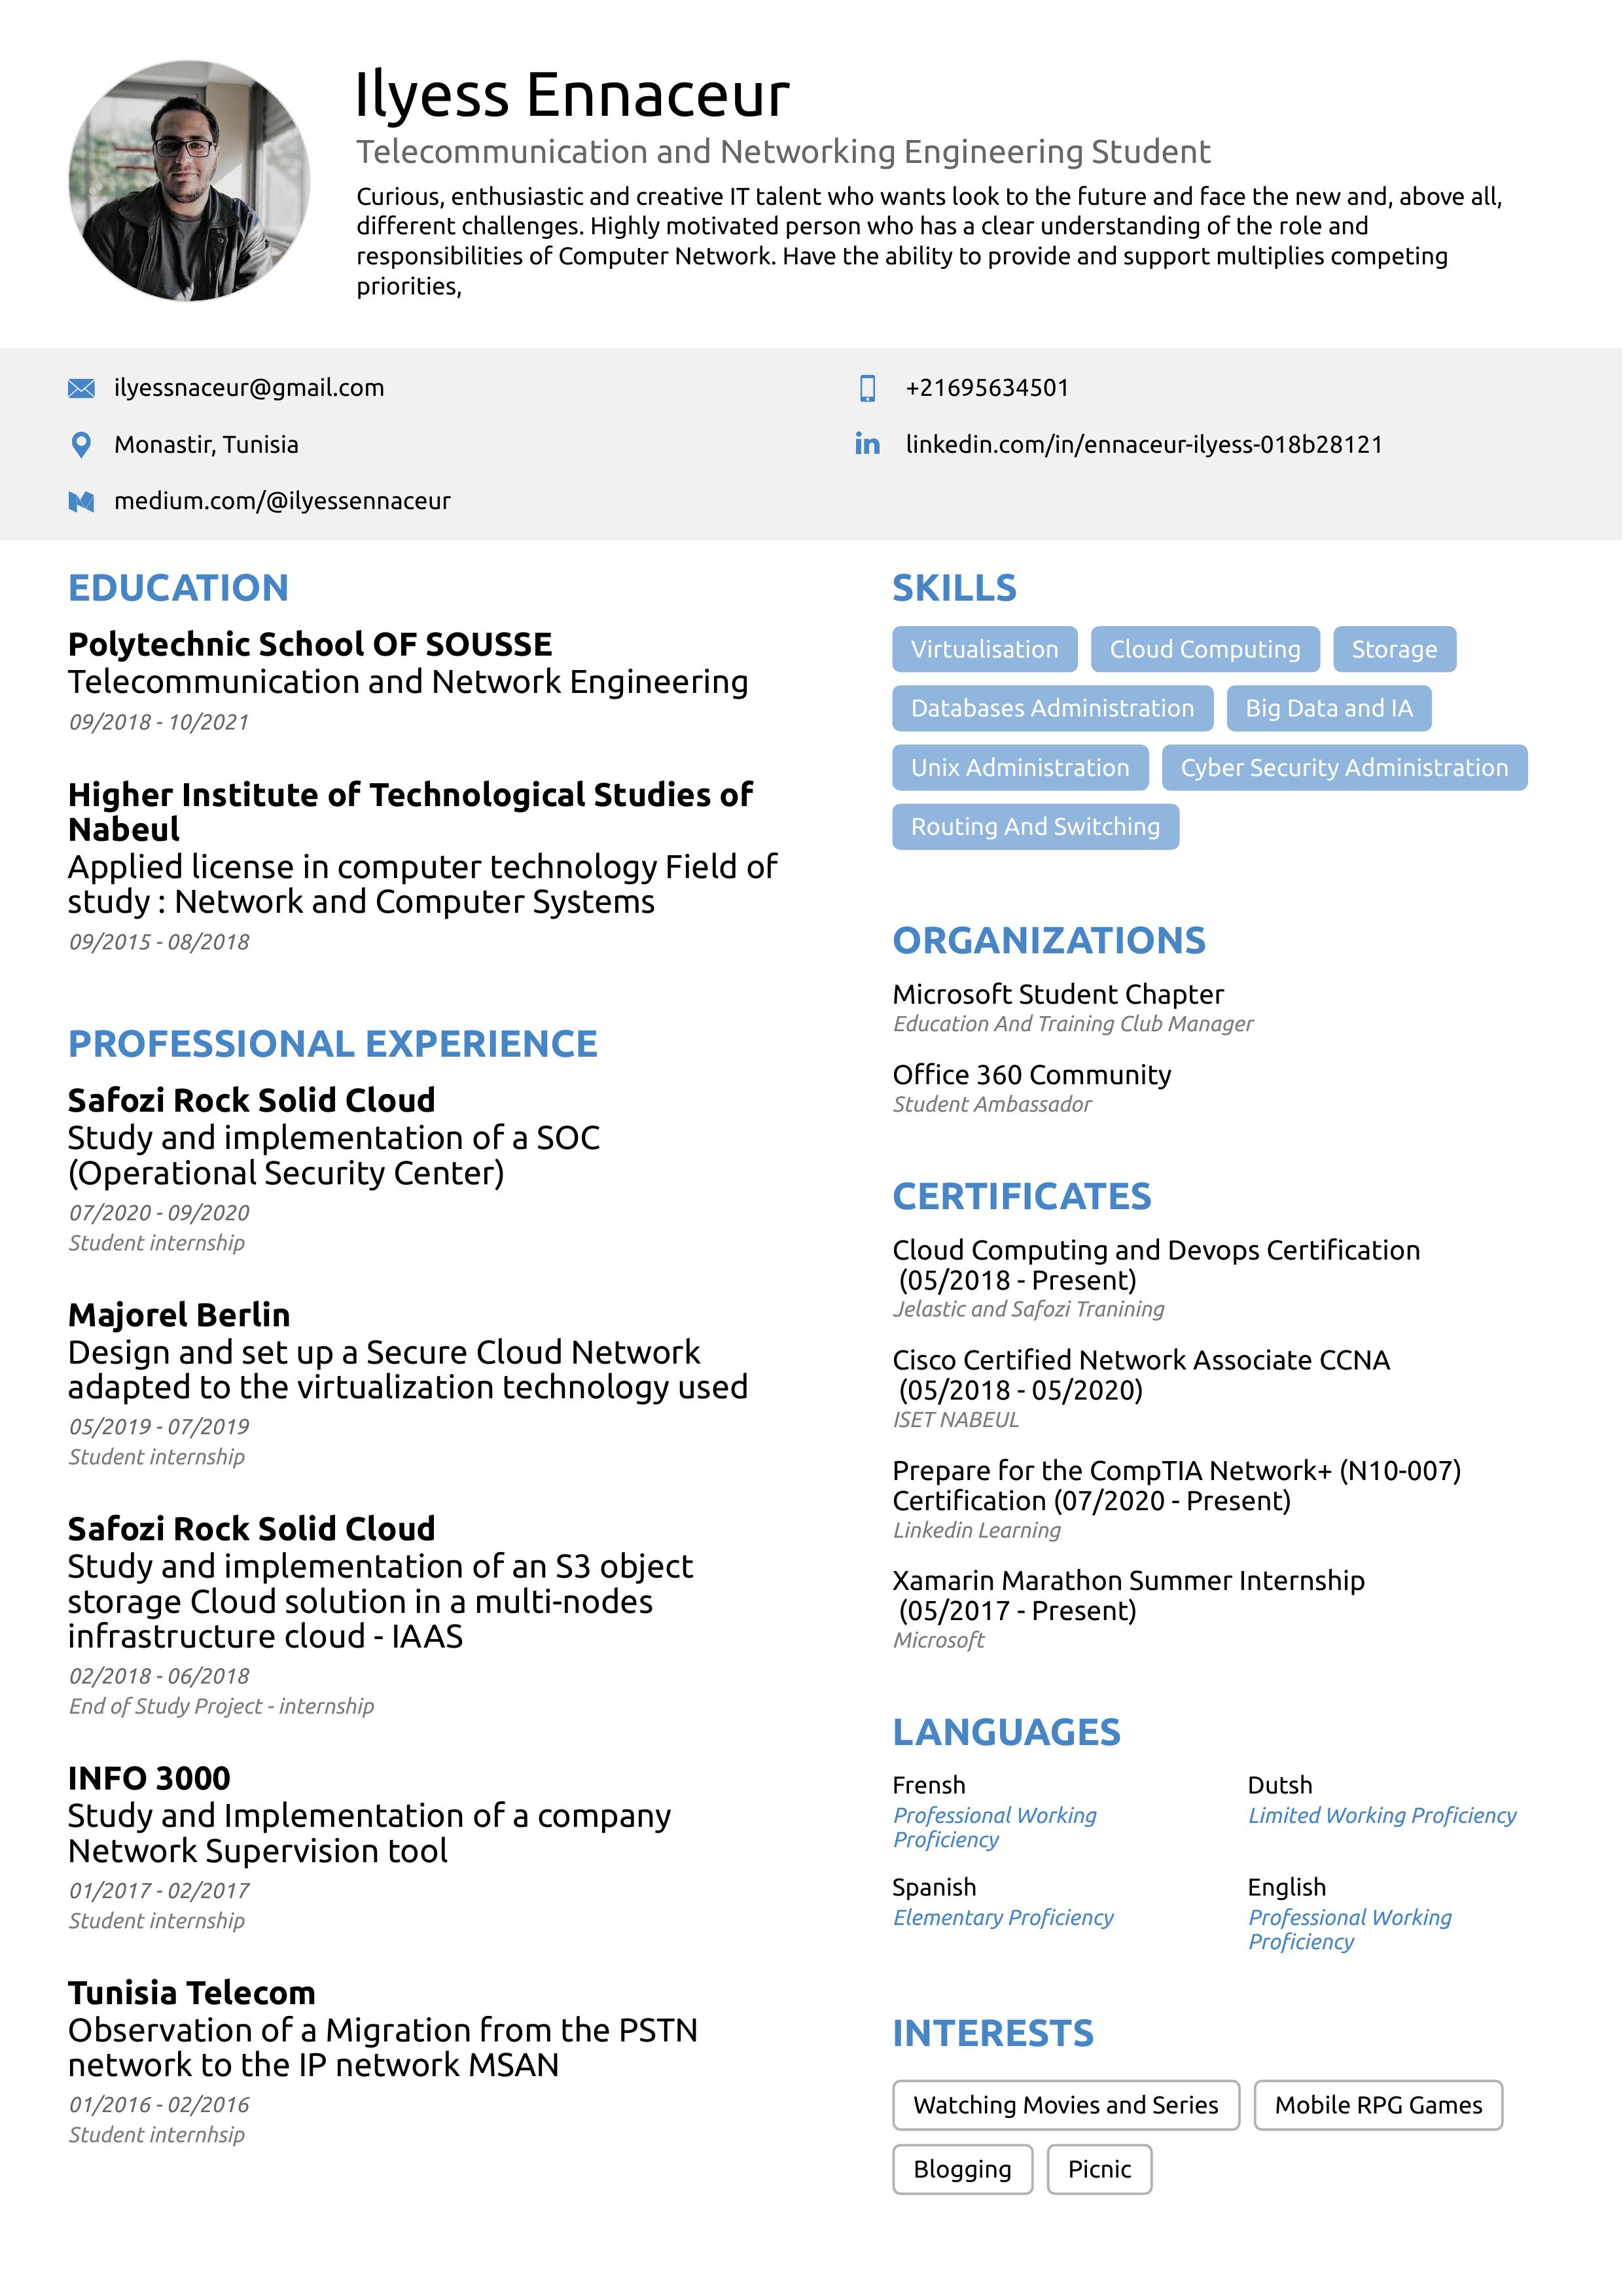 Ilyess Ennaceur
Telecommunication and Networking Engineering Student
Curious, enthusiastic and creative IT talent who wants look to the future and face the new and, above all,
different challenges. Highly motivated person who has a clear understanding of the role and
responsibilities of Computer Network. Have the ability to provide and support multiplies competing
priorities,
ilyessnaceur@gmail.com
+21695634501
Monastir, Tunisia
linkedin.com/in/ennaceur-ilyess-018b28121
medium.com/@ilyessennaceur
EDUCATION
Polytechnic School OF SOUSSE
Telecommunication and Network Engineering
09/2018 - 10/2021
Higher Institute of Technological Studies of
Nabeul
Applied license in computer technology Field of
study : Network and Computer Systems
09/2015 - 08/2018
PROFESSIONAL EXPERIENCE
Safozi Rock Solid Cloud
Study and implementation of a SOC
(Operational Security Center)
07/2020 - 09/2020
Student internship
Majorel Berlin
Design and set up a Secure Cloud Network
adapted to the virtualization technology used
05/2019 - 07/2019
Student internship
Safozi Rock Solid Cloud
Study and implementation of an S3 object
storage Cloud solution in a multi-nodes
infrastructure cloud - IAAS
02/2018 - 06/2018
End of Study Project - internship
INFO 3000
Study and Implementation of a company
Network Supervision tool
01/2017 - 02/2017
Student internship
Tunisia Telecom
Observation of a Migration from the PSTN
network to the IP network MSAN
01/2016 - 02/2016
Student internhsip
SKILLS
Virtualisation Cloud Computing Storage
Databases Administration Big Data and IA
Unix Administration Cyber Security Administration
Routing And Switching
ORGANIZATIONS
Microsoft Student Chapter
Education And Training Club Manager
Office 360 Community
Student Ambassador
CERTIFICATES
Cloud Computing and Devops Certification
(05/2018 - Present)
Jelastic and Safozi Tranining
Cisco Certified Network Associate CCNA
(05/2018 - 05/2020)
ISET NABEUL
Prepare for the CompTIA Network+ (N10-007)
Certification (07/2020 - Present)
Linkedin Learning
Xamarin Marathon Summer Internship
(05/2017 - Present)
Microsoft
LANGUAGES
Frensh
Professional Working
Proficiency
Dutsh
Limited Working Proficiency
Spanish
Elementary Proficiency
English
Professional Working
Proficiency
INTERESTS
Watching Movies and Series Mobile RPG Games
Blogging Picnic